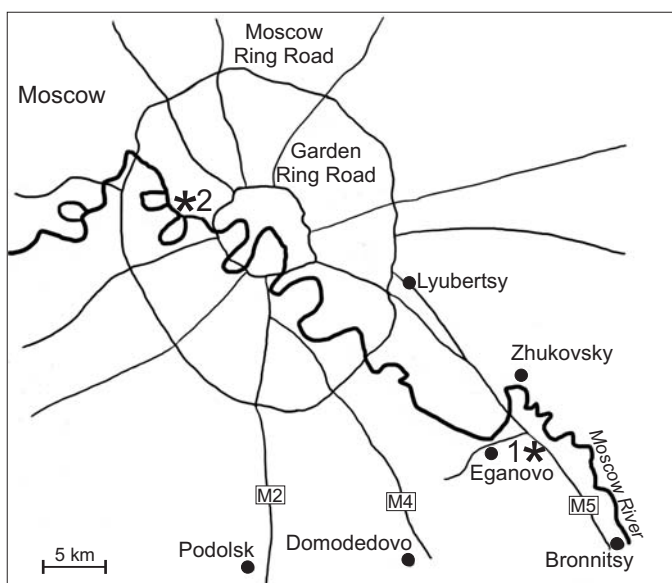 Moscow
Ring Road
Moscow
Garden
Ring Road
*2
Lyubertsy
Zhukovsky
1*
Eganovo
Moscow River
M2
M4
M5
Podolsk
Domodedovo
Bronnitsy
5 km